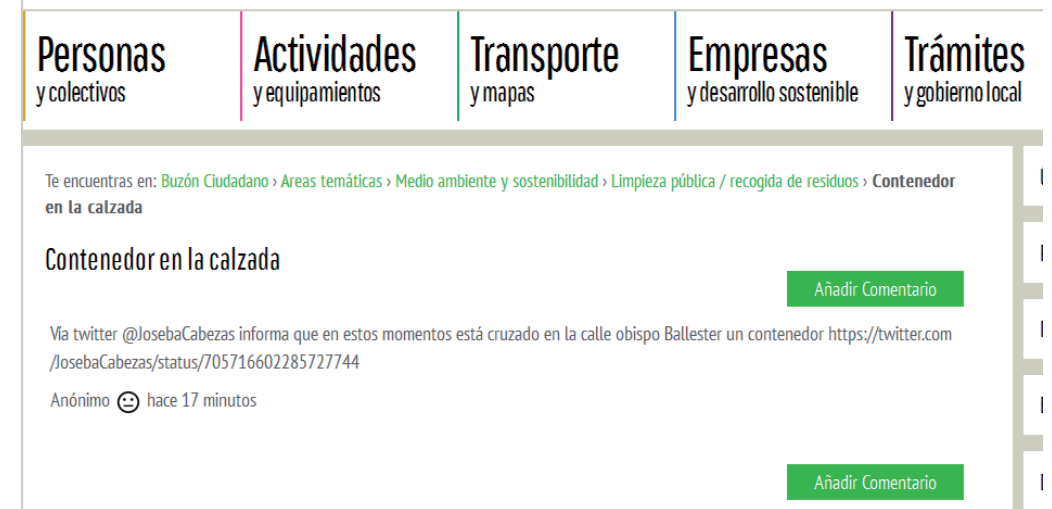 Personas
y colectivos
Actividades
y equipamientos
Transporte
y mapas
Empresas
y desarrollo sostenible
Trámites
y gobierno local
Te encuentras en: Buzón Ciudadano › Areas temáticas › Medio ambiente y sostenibilidad › Limpieza pública / recogida de residuos › Contenedor
en la calzada
Contenedor en la calzada
Añadir Comentario
Vía twitter @JosebaCabezas informa que en estos momentos está cruzado en la calle obispo Ballester un contenedor https://twitter.com
/JosebaCabezas/status/705716602285727744
Anónimo hace 17 minutos
Añadir Comentario